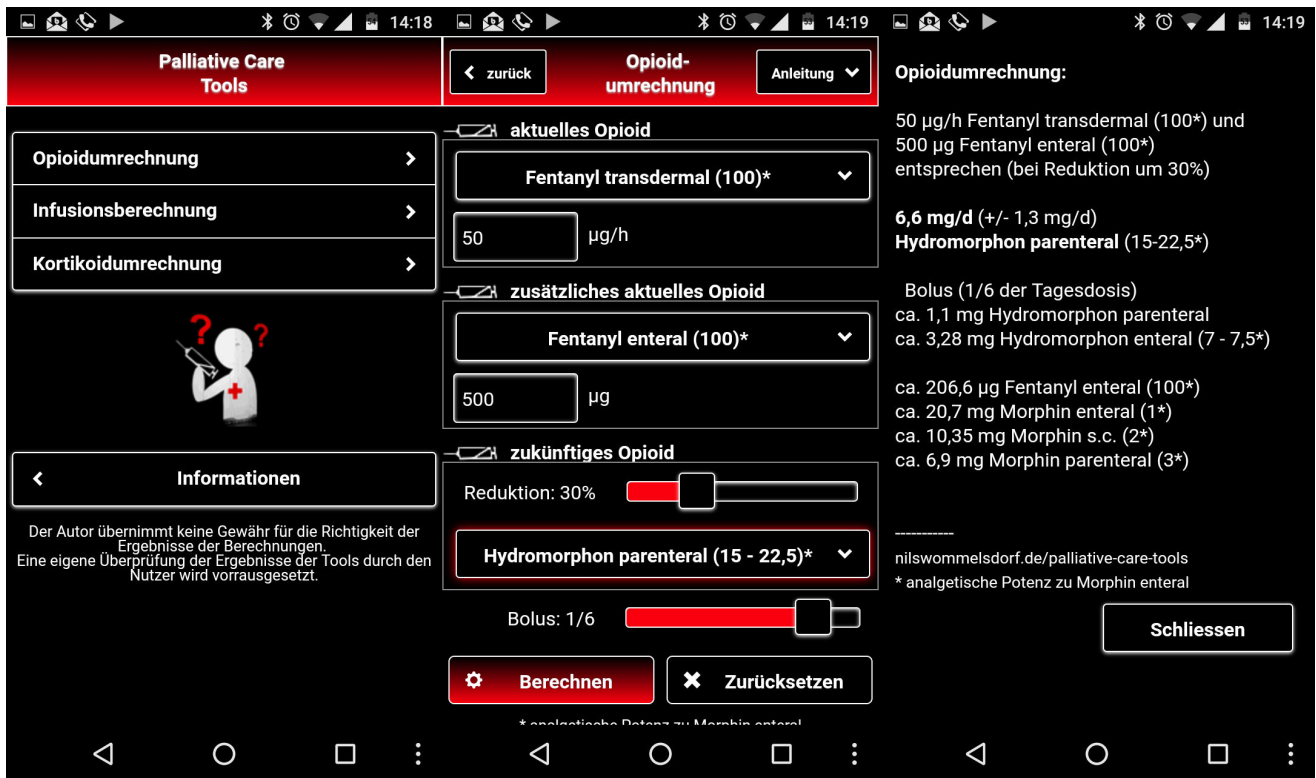 14:18
Palliative Care
Tools
Opioidumrechnung
Infusionsberechnung
Kortikoidumrechnung
?
?
Informationen
Der Autor übernimmt keine Gewähr für die Richtigkeit der
Ergebnisse der Berechnungen.
Eine eigene Überprüfung der Ergebnisse der Tools durch den
Nutzer wird vorrausgesetzt.
14:19
zurück
Opioid-
umrechnung
Anleitung
aktuelles Opioid
Fentanyl transdermal (100)*
50 µg/h
zusätzliches aktuelles Opioid
Fentanyl enteral (100)*
500 µg
zukünftiges Opioid
Reduktion: 30%
Hydromorphon parenteral (15 - 22,5)*
Bolus: 1/6
Berechnen
Zurücksetzen
* analgetische Potenz zu Morphin enteral
14:19
Opioidumrechnung:
50 µg/h Fentanyl transdermal (100*) und
500 µg Fentanyl enteral (100*)
entsprechen (bei Reduktion um 30%)
6,6 mg/d (+/- 1,3 mg/d)
Hydromorphon parenteral (15-22,5*)
Bolus (1/6 der Tagesdosis)
ca. 1,1 mg Hydromorphon parenteral
ca. 3,28 mg Hydromorphon enteral (7 - 7,5*)
ca. 206,6 µg Fentanyl enteral (100*)
ca. 20,7 mg Morphin enteral (1*)
ca. 10,35 mg Morphin s.c. (2*)
ca. 6,9 mg Morphin parenteral (3*)
-----------
nilswommelsdorf.de/palliative-care-tools
* analgetische Potenz zu Morphin enteral
Schliessen